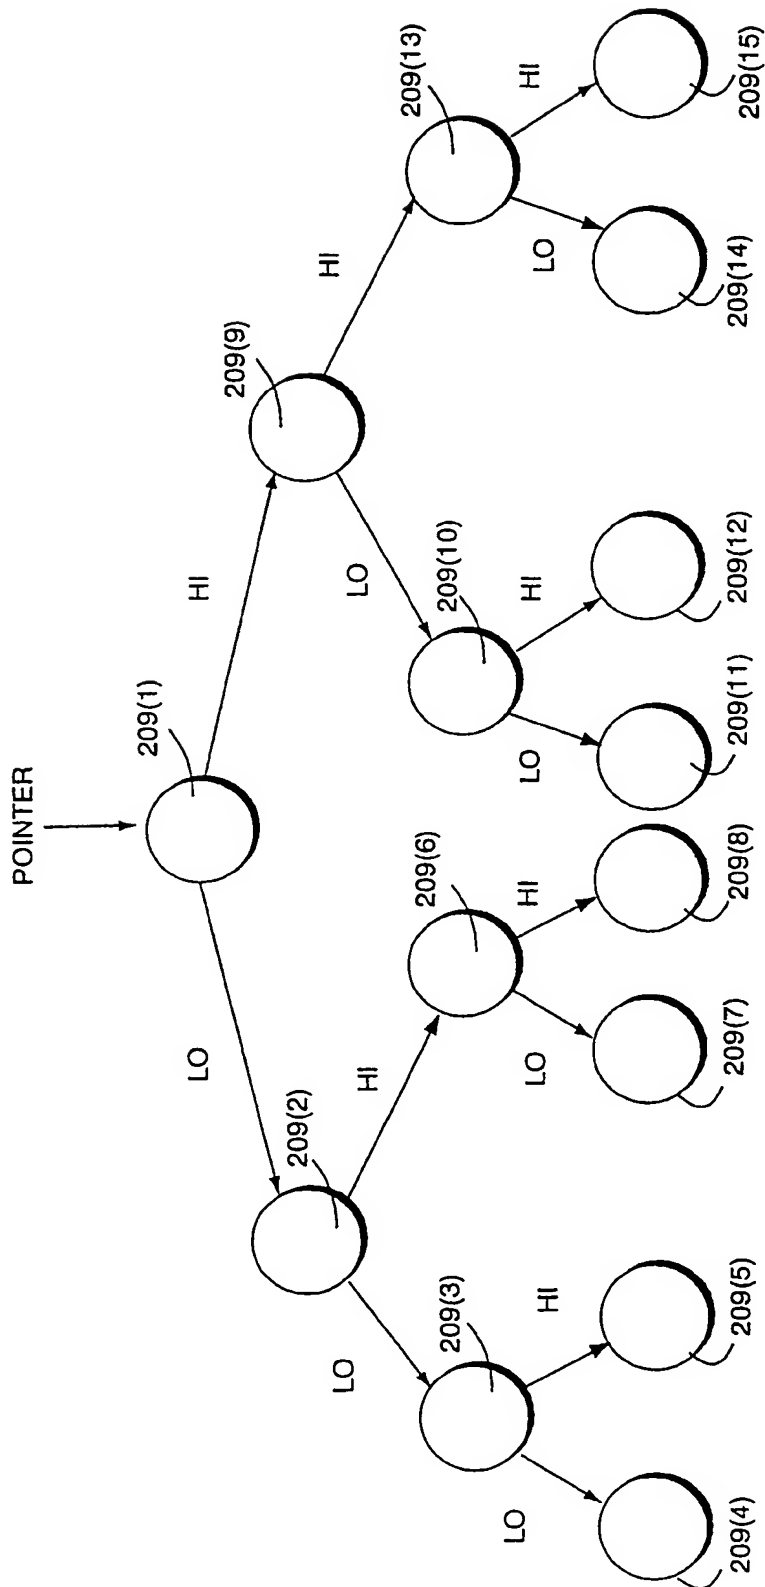 POINTER
209(1)
LO
HI
209(2)
209(9)
LO
HI
LO
HI
209(3)
209(6)
209(10)
209(13)
LO
HI
LO
HI
LO
HI
LO
HI
209(4)
209(5)
209(7)
209(8)
209(11)
209(12)
209(14)
209(15)